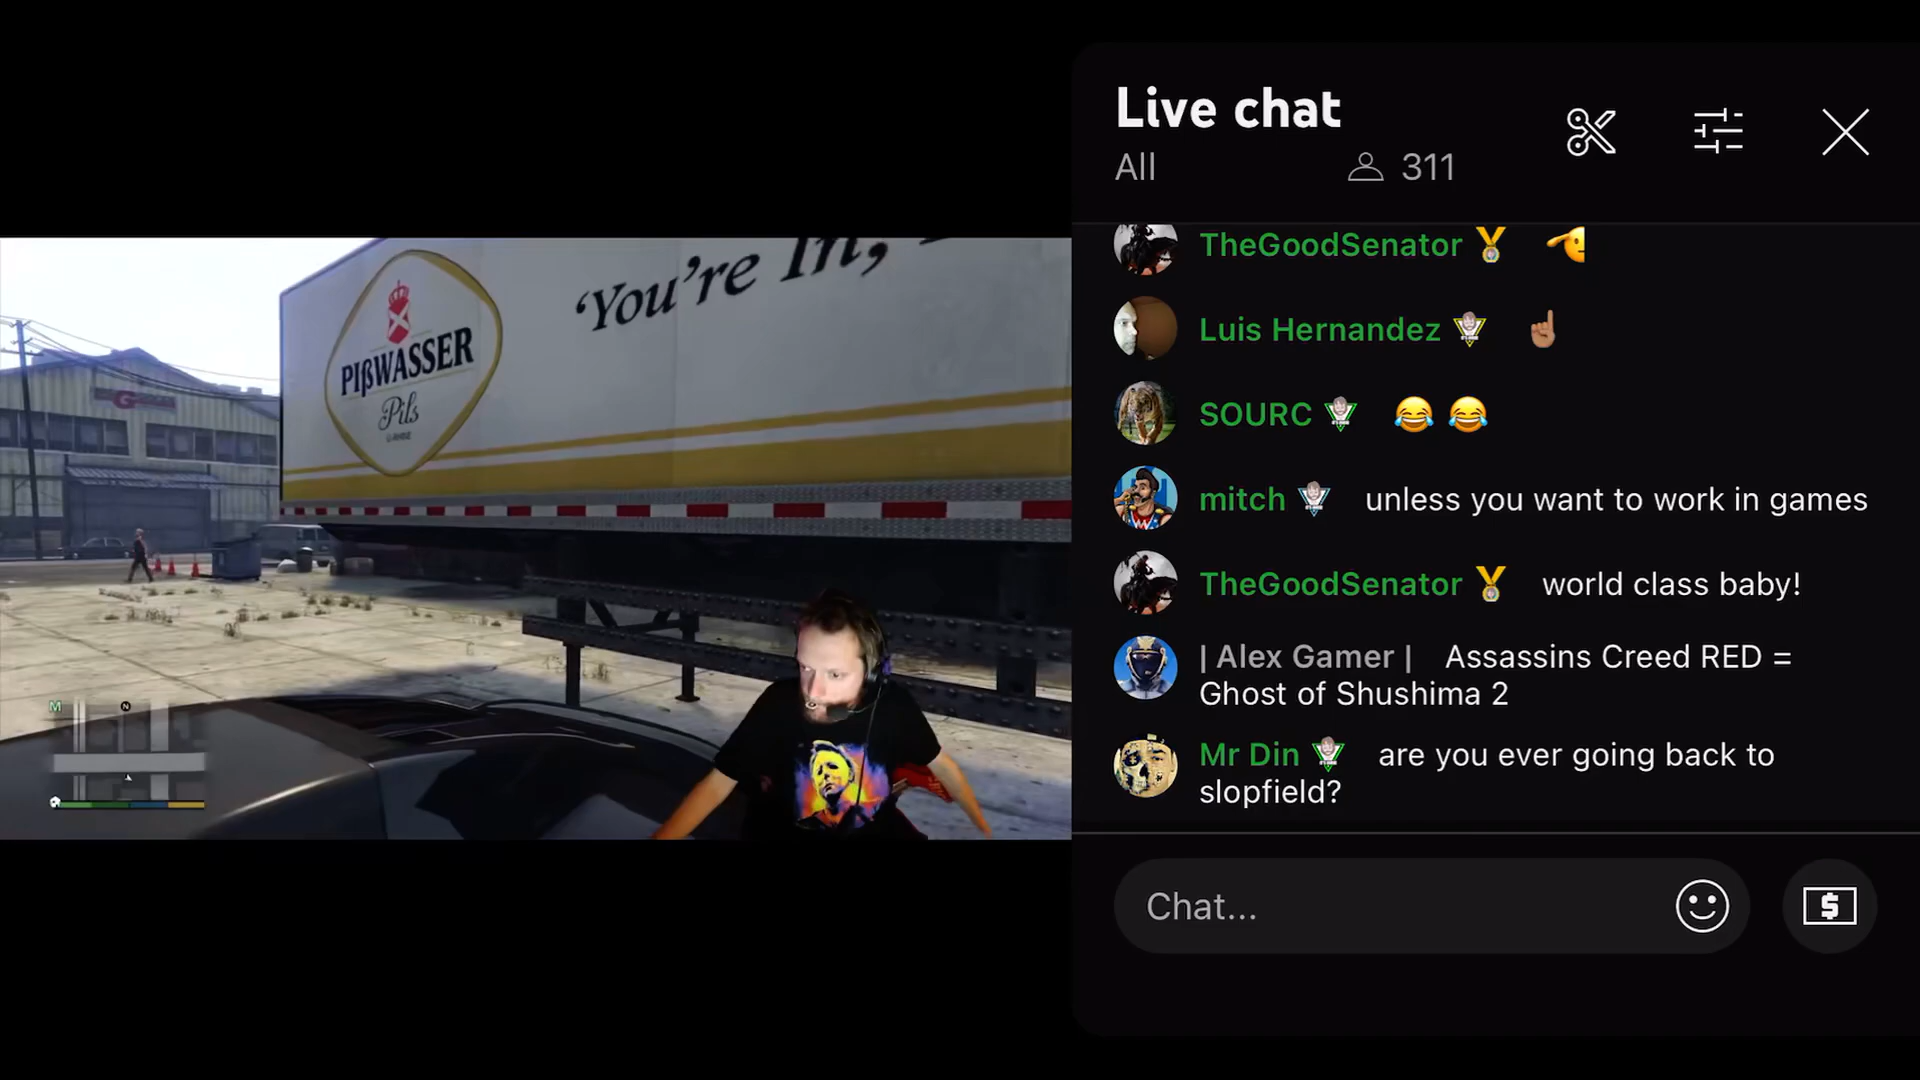 Live chat
All 311
TheGoodSenator
Luis Hernandez
SOURC 😂 😂
mitch unless you want to work in games
TheGoodSenator world class baby!
| Alex Gamer | Assassins Creed RED =
Ghost of Shushima 2
Mr Din are you ever going back to
slopfield?
Chat...
$
'You're In,
PIßWASSER
Pils
M
N